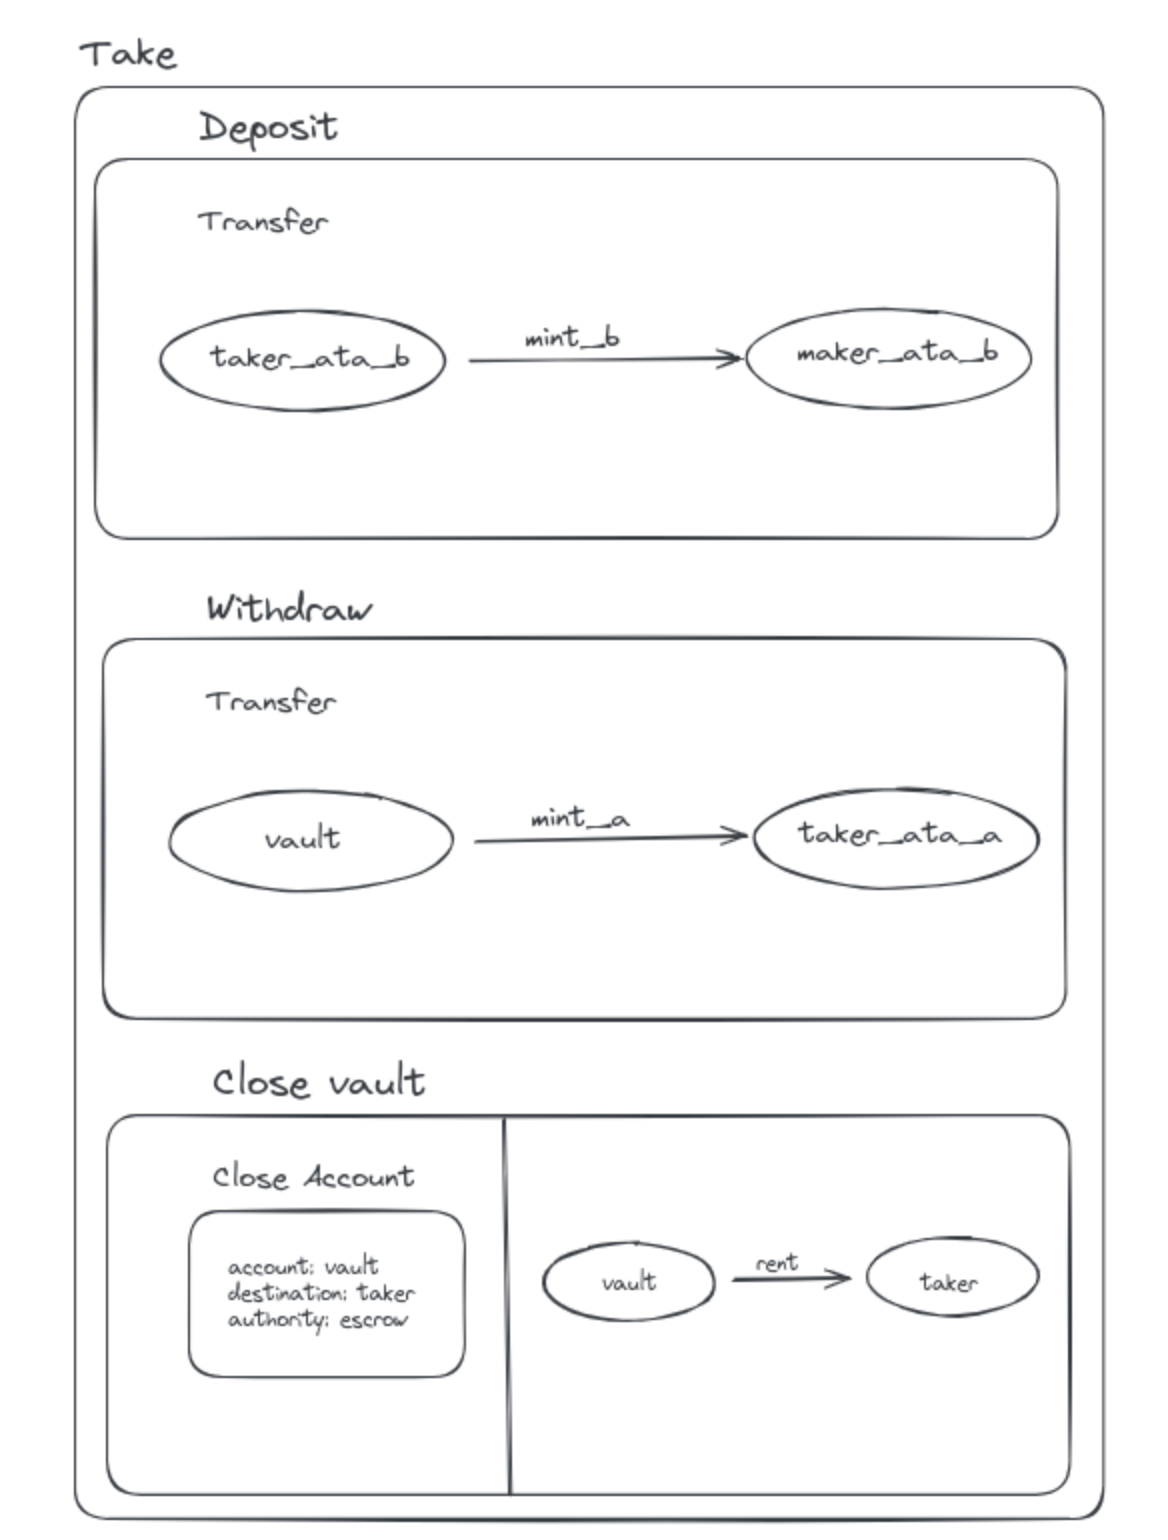 Take
Deposit
Transfer
taker_ata_b
mint_b
maker_ata_b
Withdraw
Transfer
vault
mint_a
taker_ata_a
Close vault
Close Account
account: vault
destination: taker
authority: escrow
vault
rent
taker